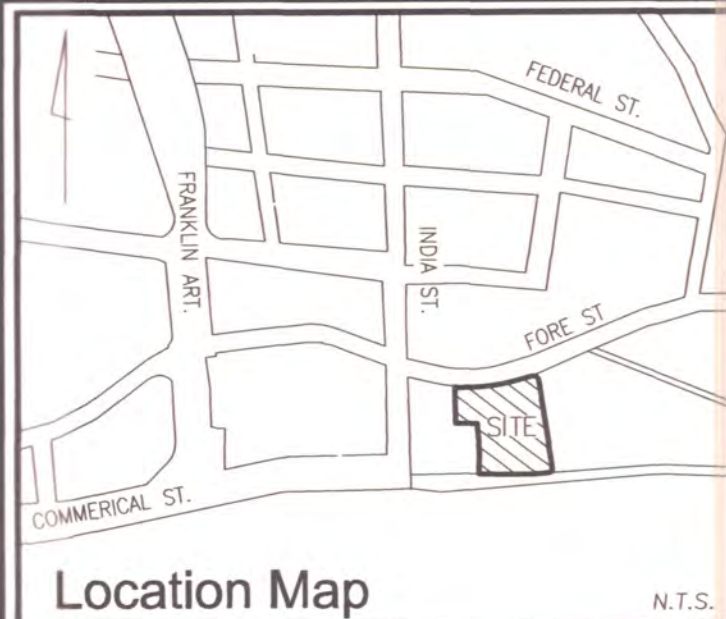 FEDERAL ST.
FRANKLIN ART.
INDIA ST.
FORE ST
SITE
COMMERICAL ST.
Location Map
N.T.S.